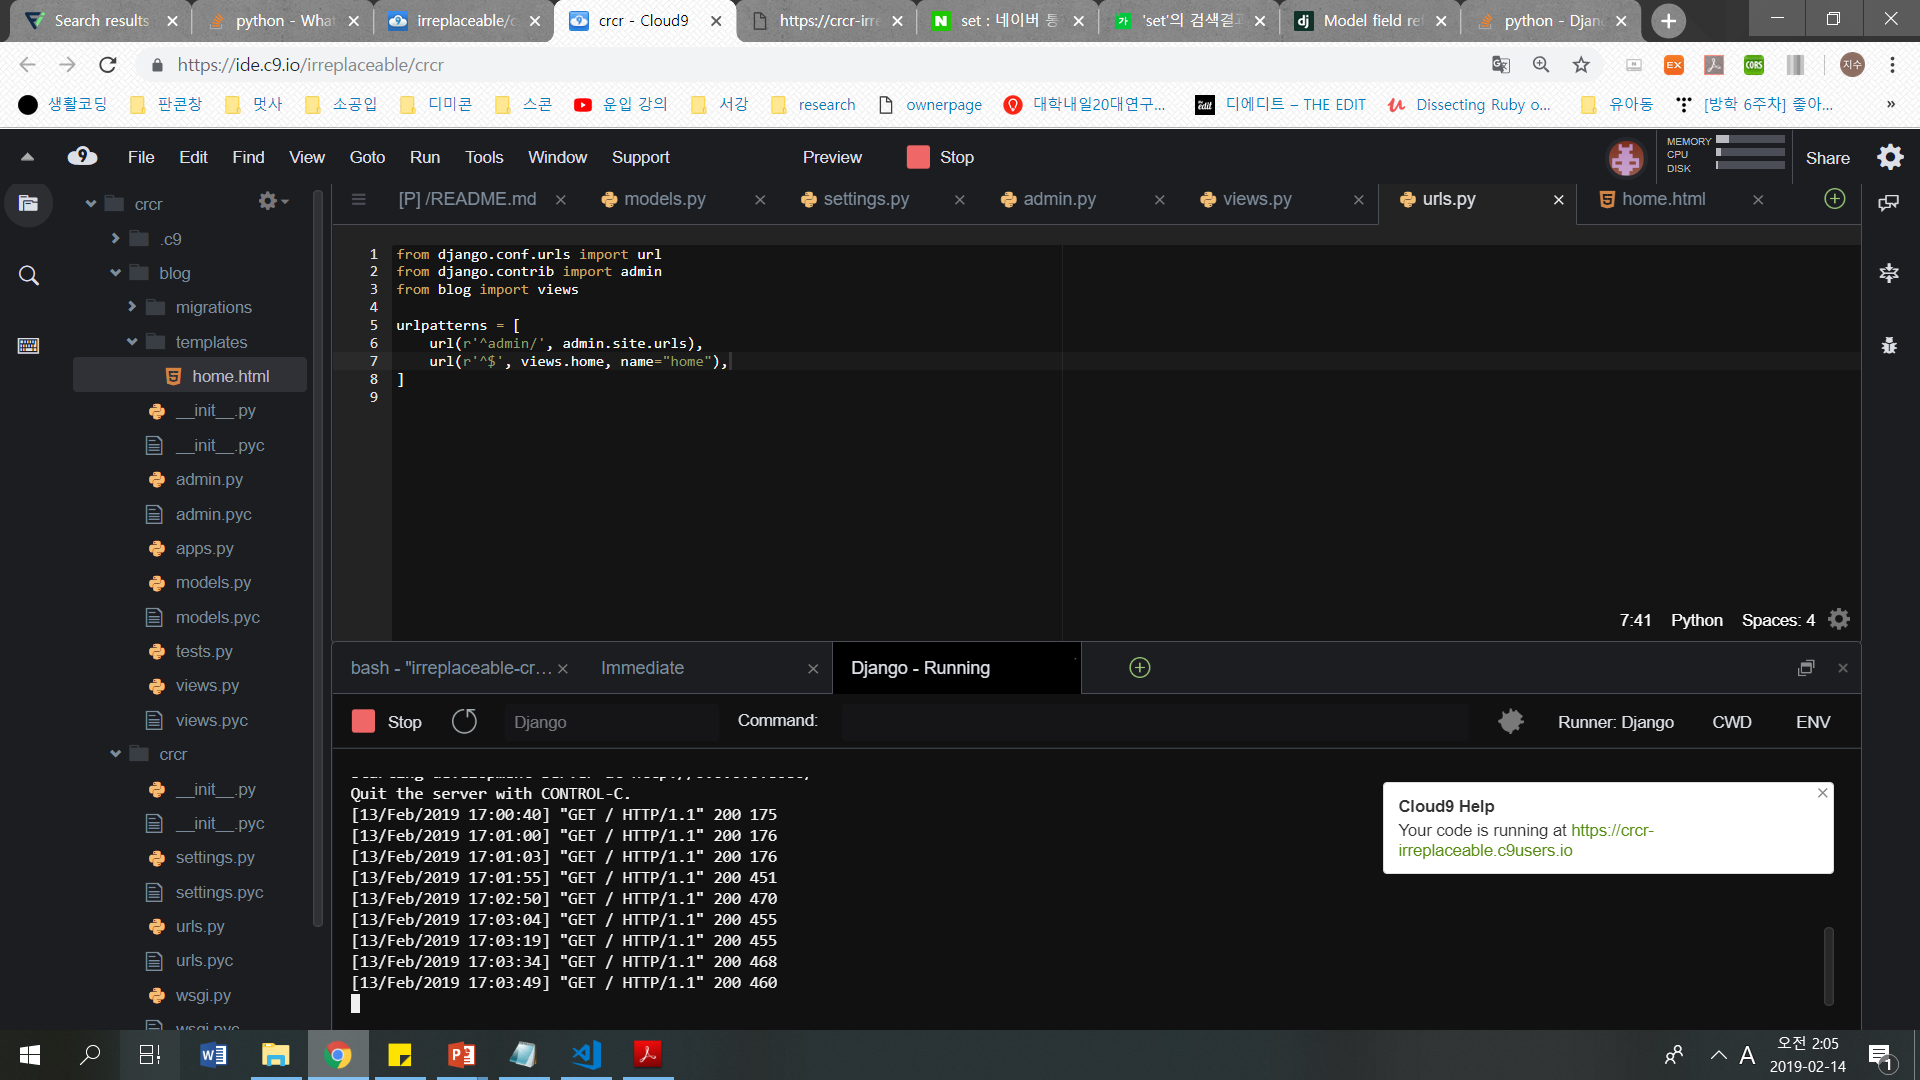 Search results
python - Wha
irreplaceable/c
crcr - Cloud9
https://crcr-irre
set : 네이버 통
'set'의 검색결
Model field re
python - Djan
https://ide.c9.io/irreplaceable/crcr
지수
생활코딩
판콘창
멋사
소공입
디미콘
스콘
운입 강의
서강
research
ownerpage
대학내일20대연구...
디에디트 – THE EDIT
Dissecting Ruby o...
유아동
[방학 6주차] 좋아...
»
File Edit Find View Goto Run Tools Window Support
Preview
Stop
MEMORY
CPU
DISK
Share
[P] /README.md
models.py
settings.py
admin.py
views.py
urls.py
home.html
crcr
.c9
blog
migrations
templates
home.html
__init__.py
__init__.pyc
admin.py
admin.pyc
apps.py
models.py
models.pyc
tests.py
views.py
views.pyc
crcr
__init__.py
__init__.pyc
settings.py
settings.pyc
urls.py
urls.pyc
wsgi.py
wsgi.pyc
1 from django.conf.urls import url
2 from django.contrib import admin
3 from blog import views
4
5 urlpatterns = [
6 url(r'^admin/', admin.site.urls),
7 url(r'^$', views.home, name="home"),
8 ]
9
7:41 Python Spaces: 4
bash - "irreplaceable-cr...
Immediate
Django - Running
Stop
Django
Command:
Runner: Django
CWD
ENV
Quit the server with CONTROL-C.
[13/Feb/2019 17:00:40] "GET / HTTP/1.1" 200 175
[13/Feb/2019 17:01:00] "GET / HTTP/1.1" 200 176
[13/Feb/2019 17:01:03] "GET / HTTP/1.1" 200 176
[13/Feb/2019 17:01:55] "GET / HTTP/1.1" 200 451
[13/Feb/2019 17:02:50] "GET / HTTP/1.1" 200 470
[13/Feb/2019 17:03:04] "GET / HTTP/1.1" 200 455
[13/Feb/2019 17:03:19] "GET / HTTP/1.1" 200 455
[13/Feb/2019 17:03:34] "GET / HTTP/1.1" 200 468
[13/Feb/2019 17:03:49] "GET / HTTP/1.1" 200 460
Cloud9 Help
Your code is running at https://crcr-
irreplaceable.c9users.io
A
오전 2:05
2019-02-14
1